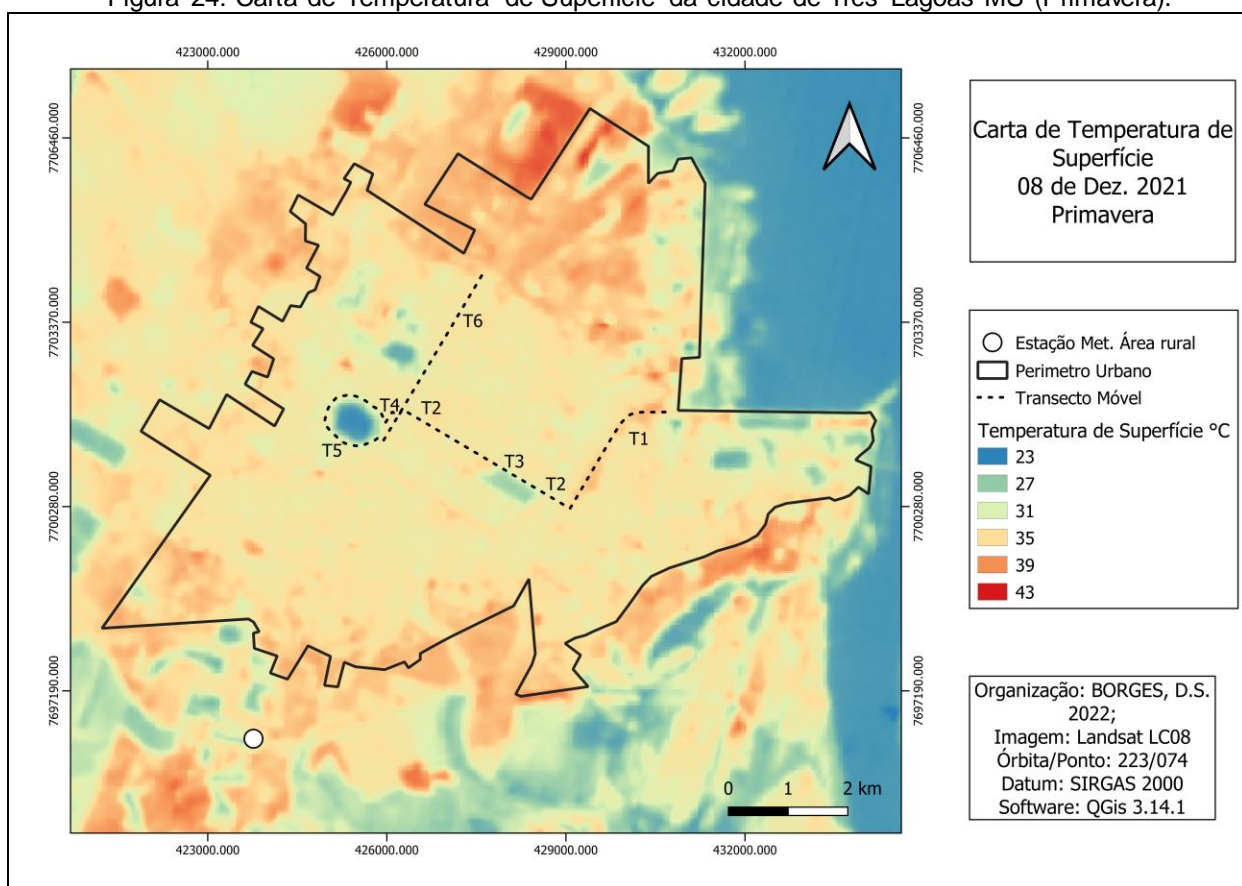 Figura 24: Carta de Temperatura de Superfície da cidade de Três Lagoas MS (Primavera).
423000.000 426000.000 429000.000 432000.000
7706460.000 7706460.000
7703370.000 7703370.000
7700280.000 7700280.000
7697190.000 7697190.000
T6
T4
T2
T5
T3
T2
T1
0 1 2 km
423000.000 426000.000 429000.000 432000.000
Carta de Temperatura de
Superfície
08 de Dez. 2021
Primavera
Estação Met. Área rural
Perimetro Urbano
Transecto Móvel
Temperatura de Superfície °C
23
27
31
35
39
43
Organização: BORGES, D.S.
2022;
Imagem: Landsat LC08
Órbita/Ponto: 223/074
Datum: SIRGAS 2000
Software: QGis 3.14.1